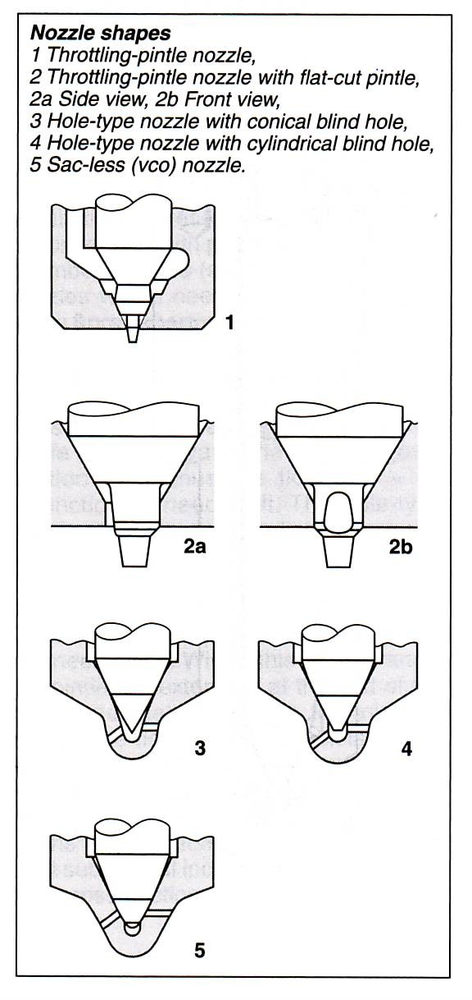 Nozzle shapes
1 Throttling-pintle nozzle,
2 Throttling-pintle nozzle with flat-cut pintle,
2a Side view, 2b Front view,
3 Hole-type nozzle with conical blind hole,
4 Hole-type nozzle with cylindrical blind hole,
5 Sac-less (vco) nozzle.
1
2a
2b
3
4
5